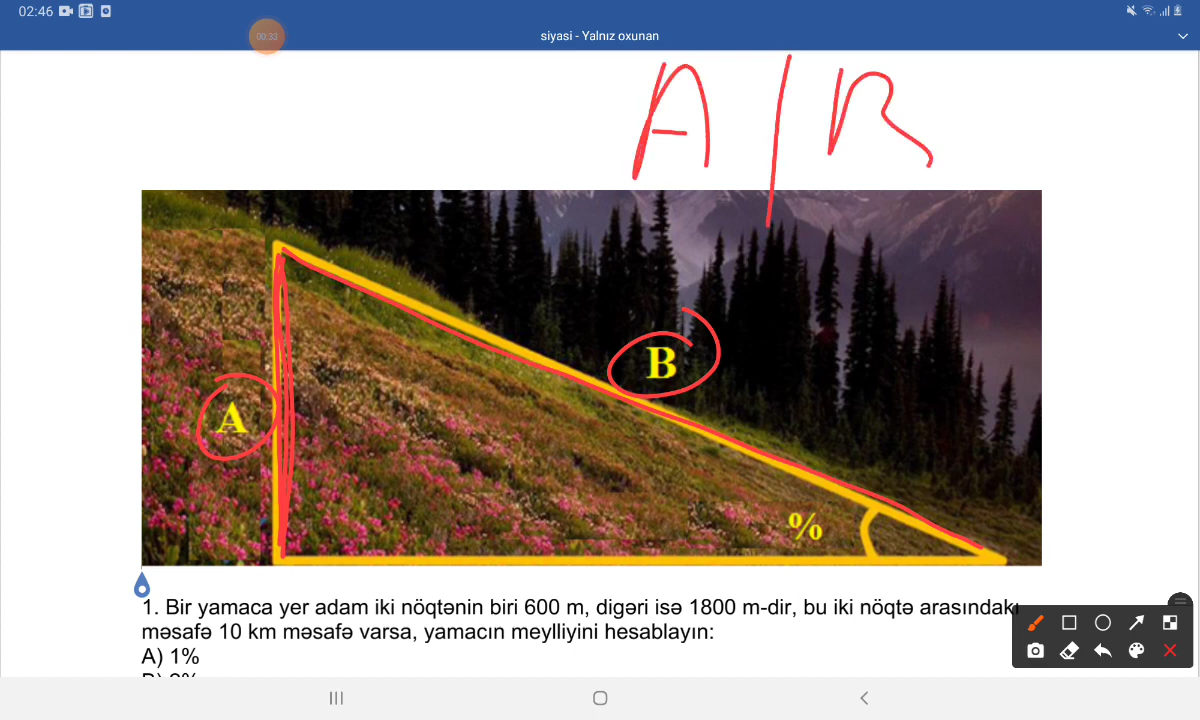 02:46
00:33
siyasi - Yalnız oxunan
A/B
A
B
%
1. Bir yamaca yer adam iki nöqtənin biri 600 m, digəri isə 1800 m-dir, bu iki nöqtə arasındakı
məsafə 10 km məsafə varsa, yamacın meylliyini hesablayın:
A) 1%